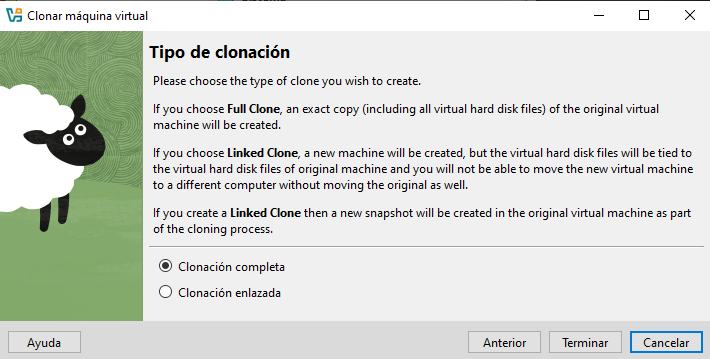 Clonar máquina virtual
Tipo de clonación
Please choose the type of clone you wish to create.
If you choose Full Clone, an exact copy (including all virtual hard disk files) of the original virtual
machine will be created.
If you choose Linked Clone, a new machine will be created, but the virtual hard disk files will be tied to
the virtual hard disk files of original machine and you will not be able to move the new virtual machine
to a different computer without moving the original as well.
If you create a Linked Clone then a new snapshot will be created in the original virtual machine as part
of the cloning process.
Clonación completa
Clonación enlazada
Ayuda
Anterior
Terminar
Cancelar